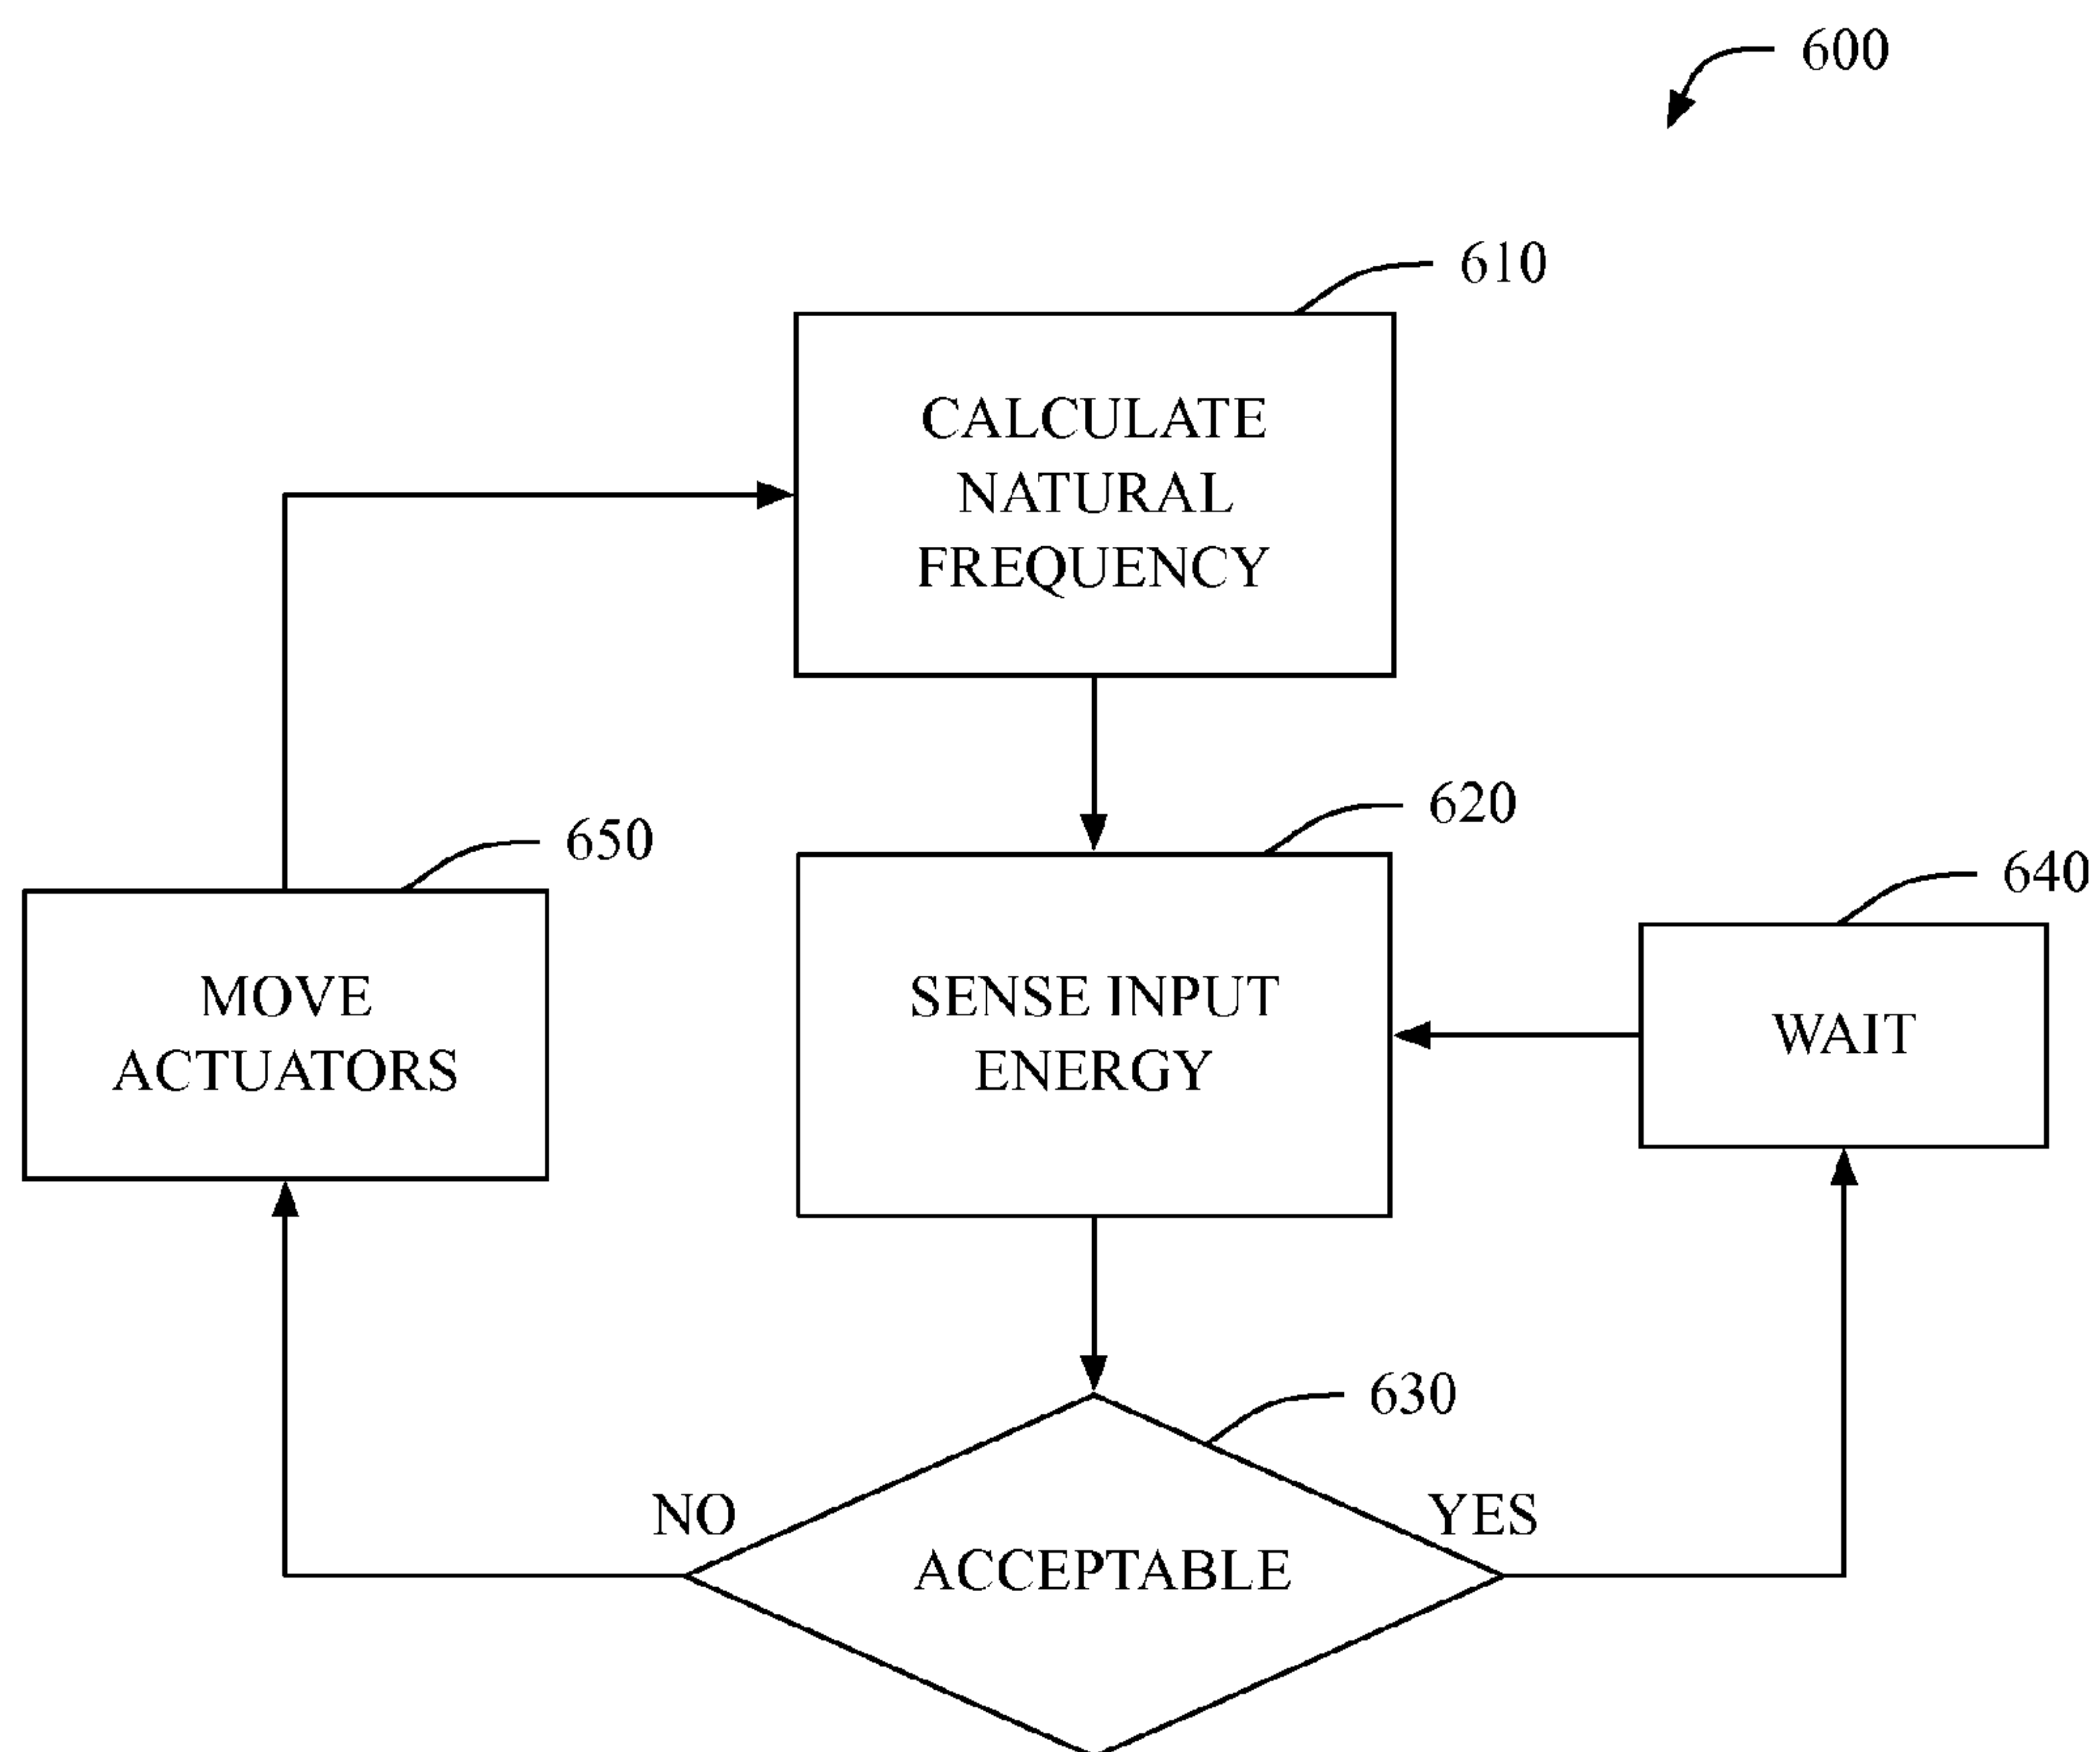 600
610
CALCULATE
NATURAL
FREQUENCY
620
650
640
MOVE
ACTUATORS
SENSE INPUT
ENERGY
WAIT
630
NO
YES
ACCEPTABLE